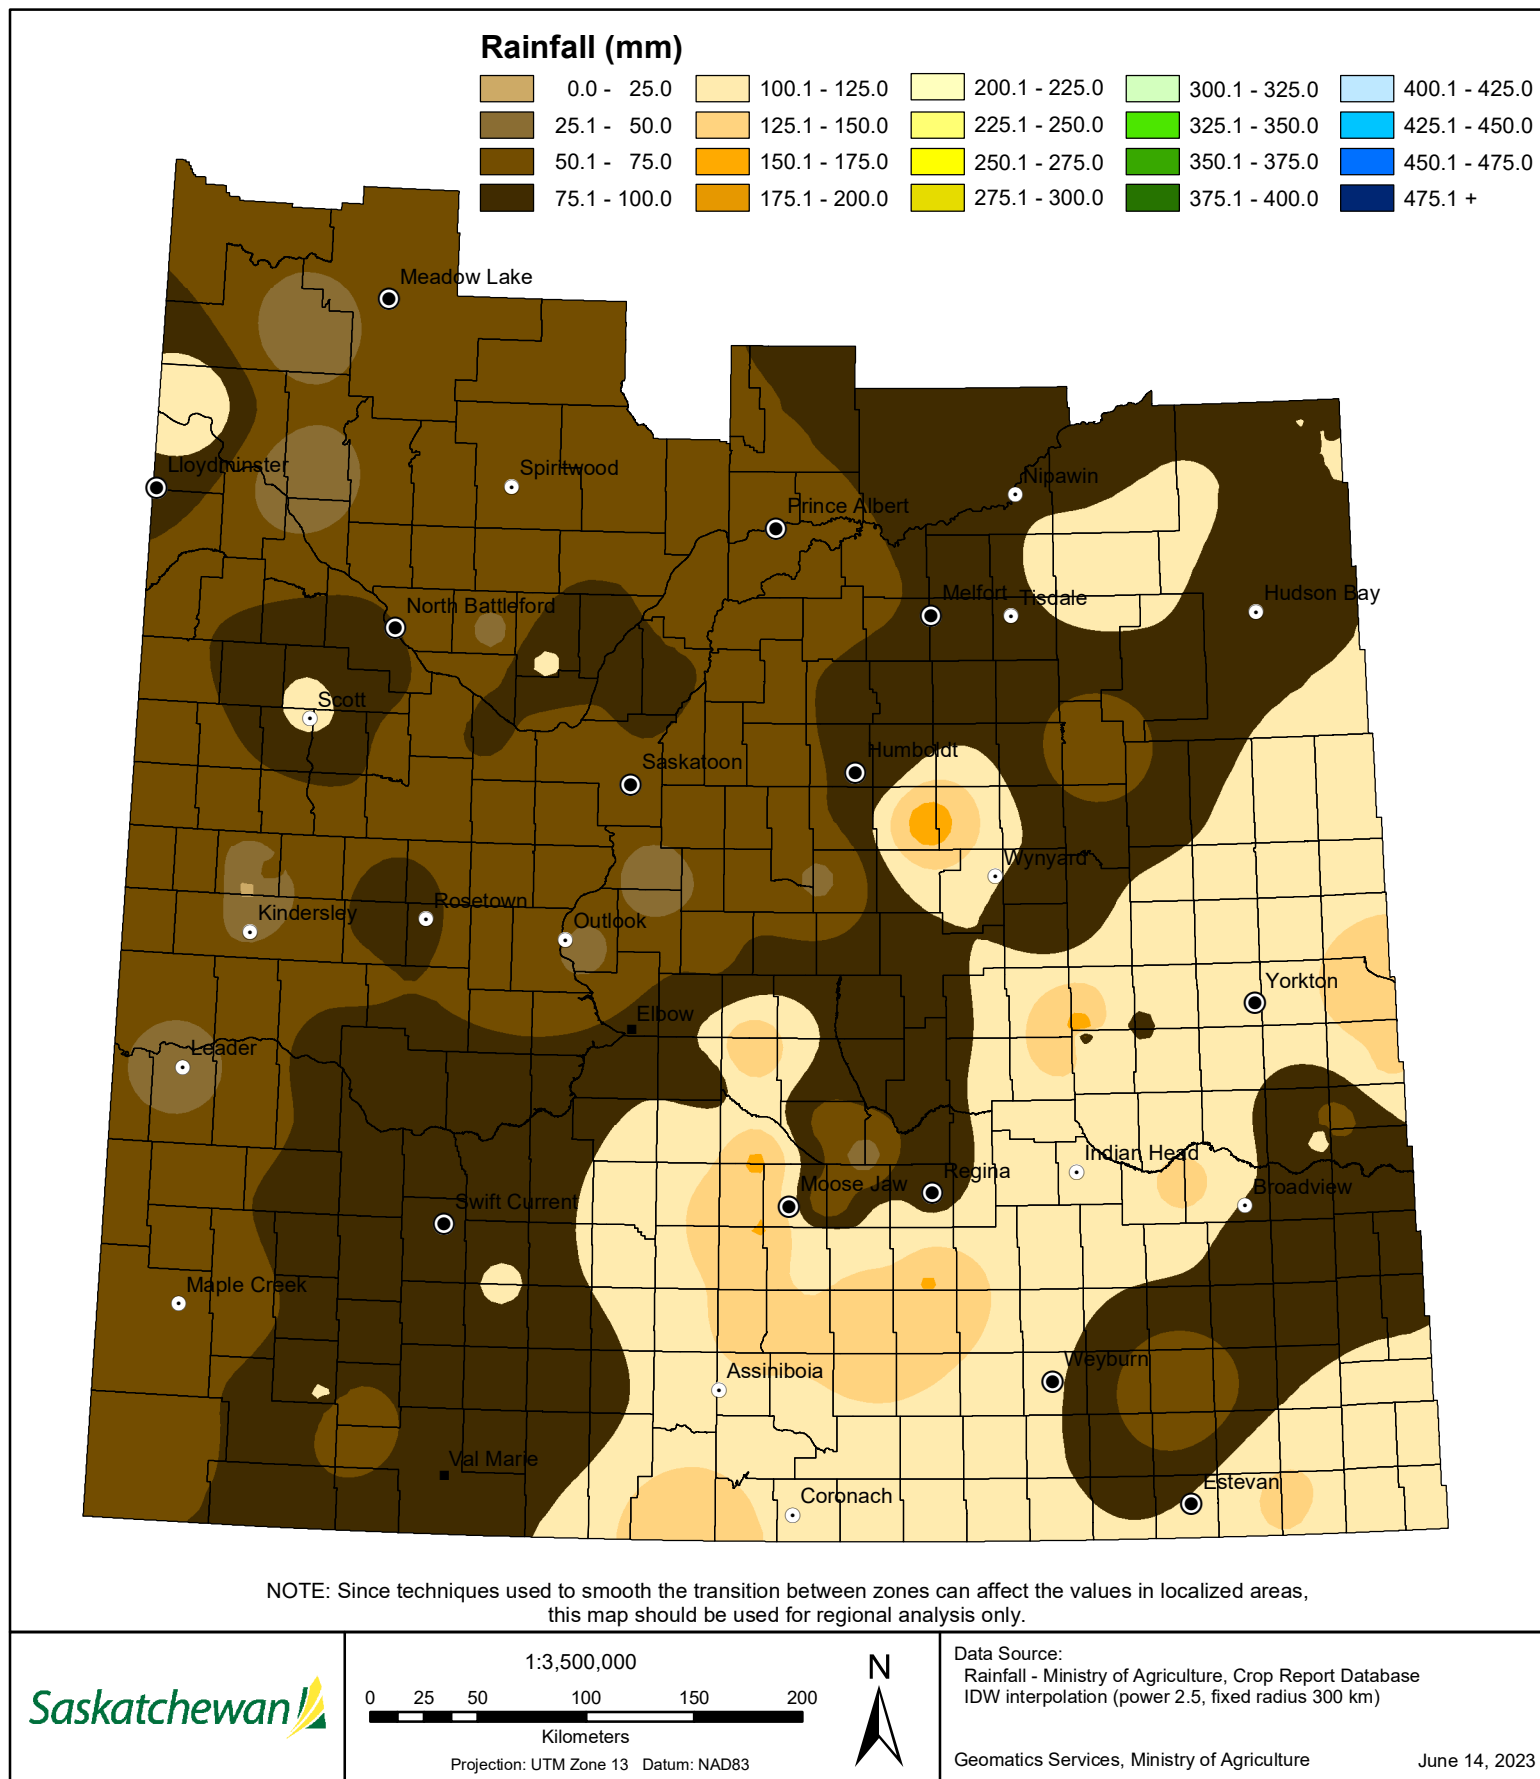 Rainfall (mm)
0.0 - 25.0
25.1 - 50.0
50.1 - 75.0
75.1 - 100.0
100.1 - 125.0
125.1 - 150.0
150.1 - 175.0
175.1 - 200.0
200.1 - 225.0
225.1 - 250.0
250.1 - 275.0
275.1 - 300.0
300.1 - 325.0
325.1 - 350.0
350.1 - 375.0
375.1 - 400.0
400.1 - 425.0
425.1 - 450.0
450.1 - 475.0
475.1 +
Meadow Lake
Lloydminster
Spiritwood
Nipawin
Prince Albert
North Battleford
Melfort
Tisdale
Hudson Bay
Scott
Saskatoon
Humboldt
Wynyard
Kindersley
Rosetown
Outlook
Yorkton
Elbow
Leader
Indian Head
Regina
Moose Jaw
Broadview
Swift Current
Maple Creek
Weyburn
Assiniboia
Val Marie
Coronach
Estevan
NOTE: Since techniques used to smooth the transition between zones can affect the values in localized areas,
this map should be used for regional analysis only.
Saskatchewan
1:3,500,000
0 25 50 100 150 200
Kilometers
Projection: UTM Zone 13 Datum: NAD83
N
Data Source:
Rainfall - Ministry of Agriculture, Crop Report Database
IDW interpolation (power 2.5, fixed radius 300 km)
Geomatics Services, Ministry of Agriculture
June 14, 2023